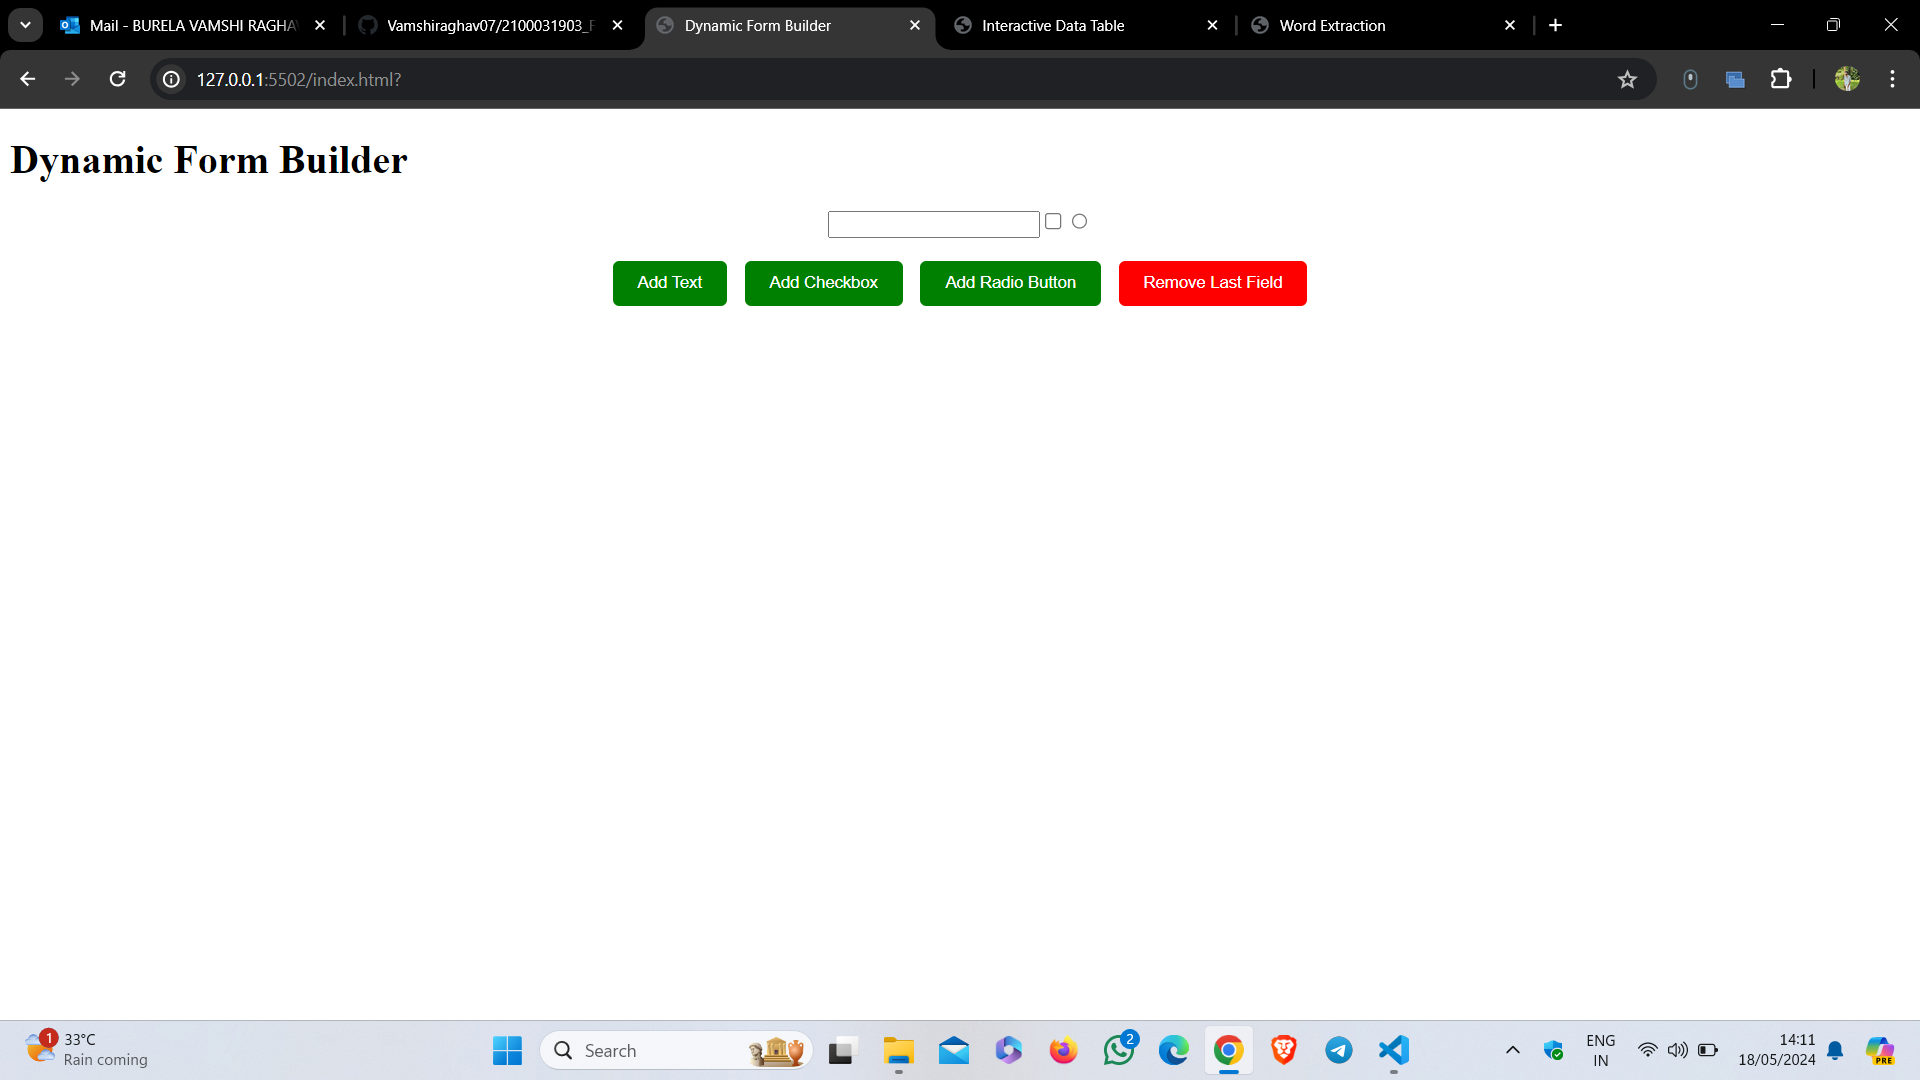 Mail - BURELA VAMSHI RAGHA
Vamshiraghav07/2100031903_F
Dynamic Form Builder
Interactive Data Table
Word Extraction
127.0.0.1:5502/index.html?
Dynamic Form Builder
Add Text
Add Checkbox
Add Radio Button
Remove Last Field
1
33°C
Rain coming
Search
2
ENG
IN
14:11
18/05/2024
PRE